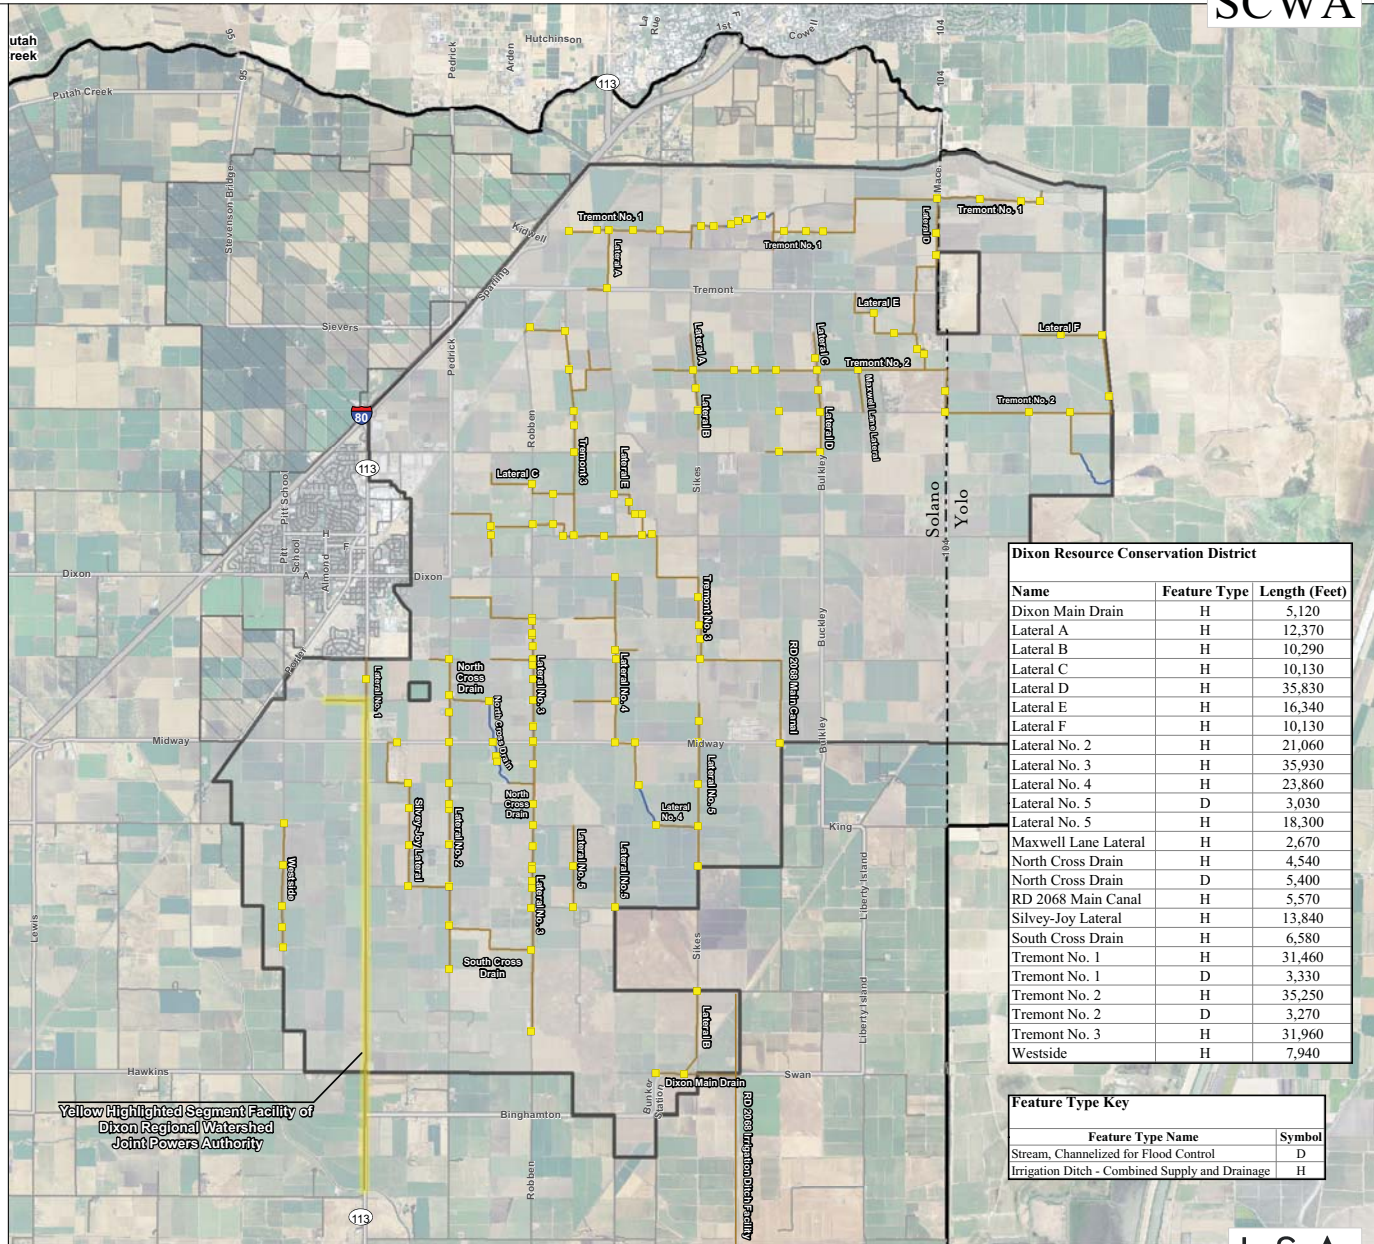 SCWA
utah
reek
Putah Creek
95
95
Pedrick
Arden
Hutchinson
La
Rue
F
1st
Cowell
104
104
113
Stevenson Bridge
Kidwell
Sparling
Mace
Tremont No. 1
Tremont No. 1
Tremont No. 1
Lateral A
Lateral D
Tremont
Sievers
Pedrick
Lateral E
Lateral F
Lateral A
Lateral C
Tremont No. 2
Maxwell Lane Lateral
Tremont No. 2
80
113
Robben
Lateral B
Lateral D
Tremont 3
Lateral E
Lateral C
Sikes
Bulkley
Solano
Yolo
104
Pitt School
Pitt
School
H
F
A
Almond
Dixon
Dixon
Porter
Tremont No. 3
Buckley
RD 2068 Main Canal
Lateral No. 1
North
Cross
Drain
North Cross Drain
Lateral No. 3
Lateral No. 4
Midway
Midway
Bulkley
North
Cross
Drain
Lateral No. 5
Lateral
No. 4
King
Silvey-Joy Lateral
Lateral No. 2
Lateral No. 5
Lateral No.5
Westside
Lateral No. 3
Lewis
Liberty Island
Sikes
South Cross
Drain
Liberty Island
Lateral B
Hawkins
Dixon Main Drain
Swan
Bunker
Station
Binghamton
RD 2068 Irrigation Ditch Facility
Robben
113
Yellow Highlighted Segment Facility of
Dixon Regional Watershed
Joint Powers Authority
Dixon Resource Conservation District
Name Feature Type Length (Feet)
Dixon Main Drain H 5,120
Lateral A H 12,370
Lateral B H 10,290
Lateral C H 10,130
Lateral D H 35,830
Lateral E H 16,340
Lateral F H 10,130
Lateral No. 2 H 21,060
Lateral No. 3 H 35,930
Lateral No. 4 H 23,860
Lateral No. 5 D 3,030
Lateral No. 5 H 18,300
Maxwell Lane Lateral H 2,670
North Cross Drain H 4,540
North Cross Drain D 5,400
RD 2068 Main Canal H 5,570
Silvey-Joy Lateral H 13,840
South Cross Drain H 6,580
Tremont No. 1 H 31,460
Tremont No. 1 D 3,330
Tremont No. 2 H 35,250
Tremont No. 2 D 3,270
Tremont No. 3 H 31,960
Westside H 7,940
Feature Type Key
Feature Type Name Symbol
Stream, Channelized for Flood Control D
Irrigation Ditch - Combined Supply and Drainage H